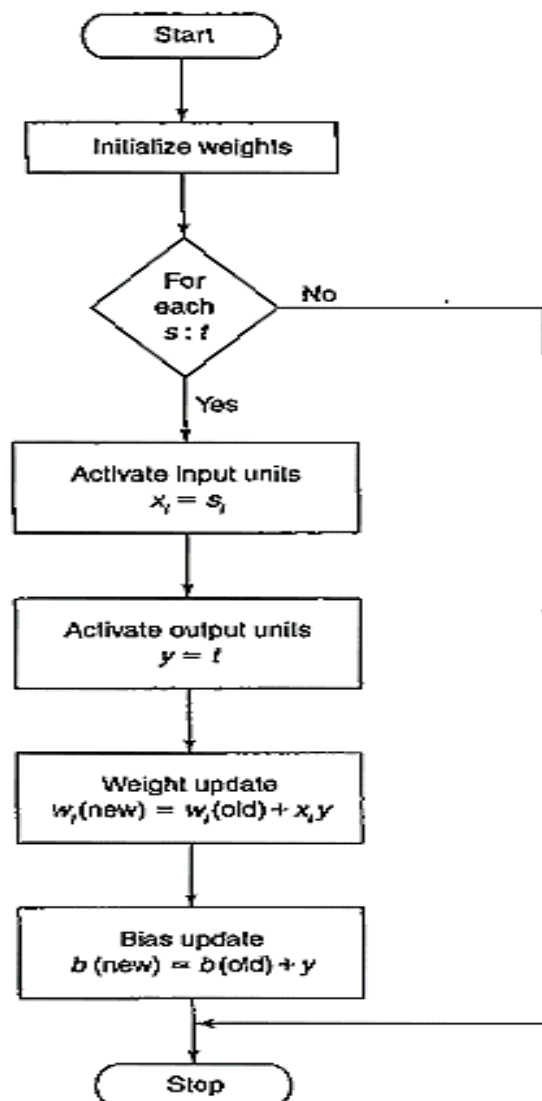 Start
Initialize weights
For
each
s : t
No
Yes
Activate input units
xᵢ = sᵢ
Activate output units
y = t
Weight update
wᵢ(new) = wᵢ(old) + xᵢ y
Bias update
b (new) = b (old) + y
Stop